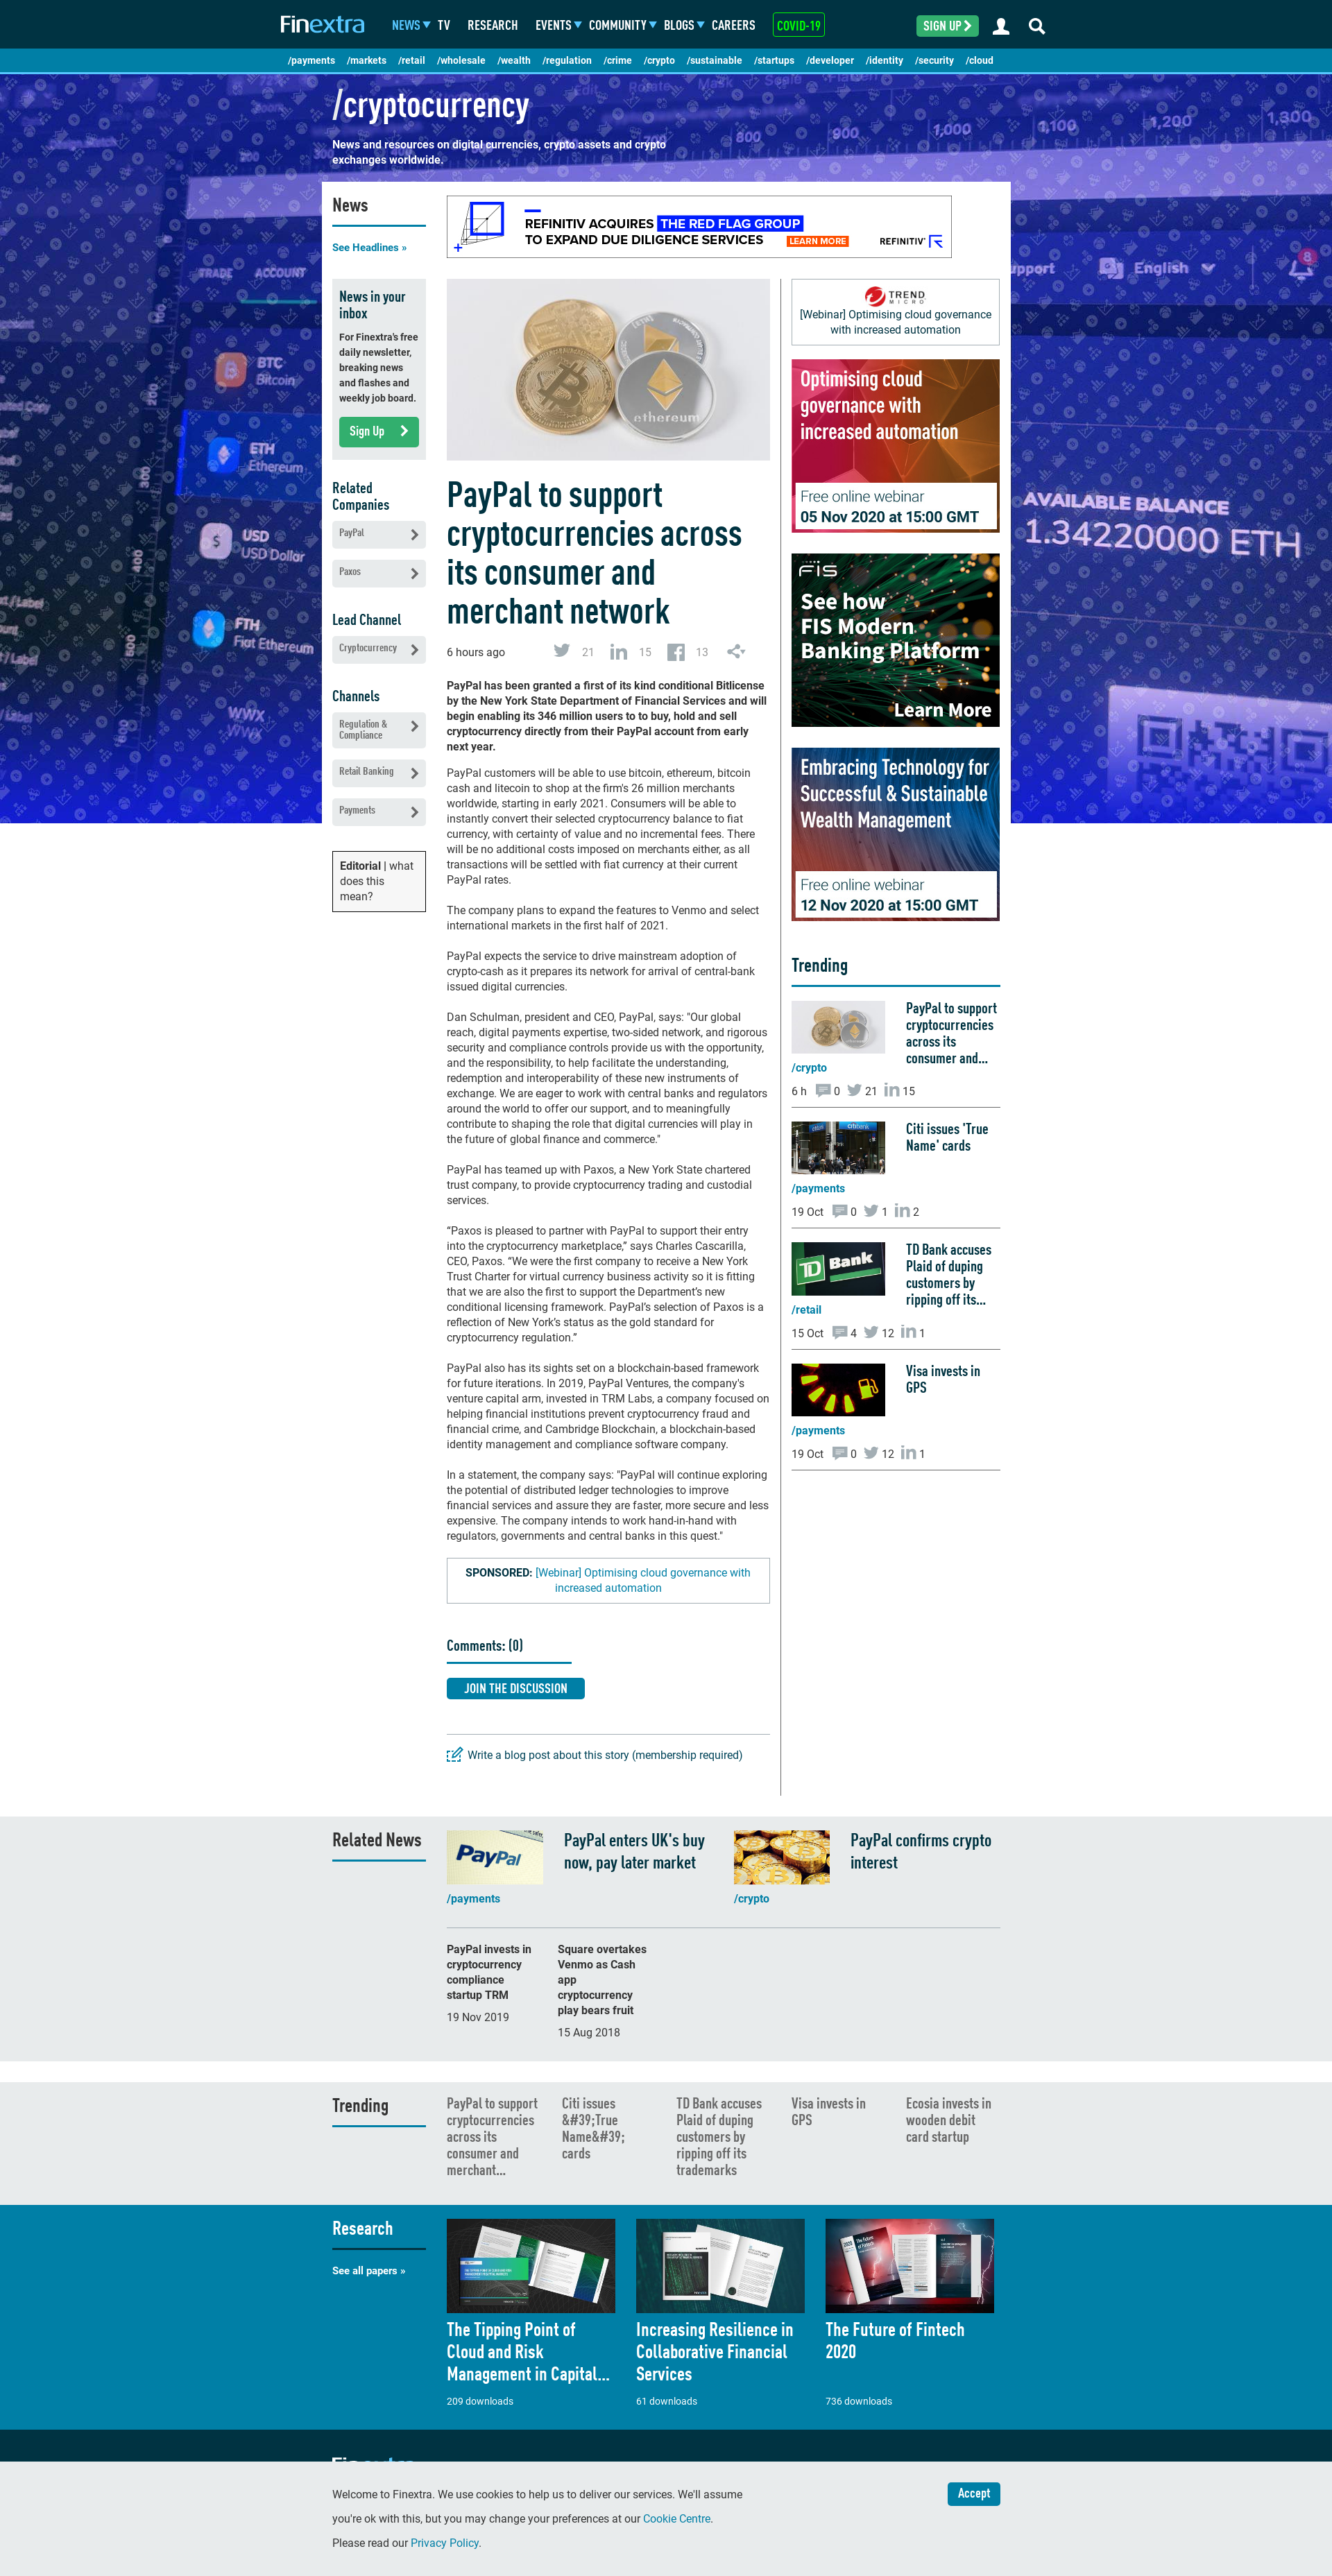 Finextra
NEWS TV RESEARCH EVENTS COMMUNITY BLOGS CAREERS COVID-19 SIGN UP
/payments /markets /retail /wholesale /wealth /regulation /crime /crypto /sustainable /startups /developer /identity /security /cloud
/cryptocurrency
News and resources on digital currencies, crypto assets and crypto
exchanges worldwide.
700 800 900 1,000 1,100 1,200 1,300
TRADE ACCOUNT
BTC
Bitcoin
ETH
Ethereum
USD
USD Dollar
FTH
Fiat Ethereum
support English 8
AVAILABLE BALANCE
1.34220000 ETH
News
See Headlines »
REFINITIV ACQUIRES THE RED FLAG GROUP
TO EXPAND DUE DILIGENCE SERVICES LEARN MORE REFINITIV
News in your
inbox
For Finextra's free
daily newsletter,
breaking news
and flashes and
weekly job board.
Sign Up
Related
Companies
PayPal
Paxos
Lead Channel
Cryptocurrency
Channels
Regulation &
Compliance
Retail Banking
Payments
Editorial | what
does this
mean?
ethereum
PayPal to support
cryptocurrencies across
its consumer and
merchant network
6 hours ago 21 15 13
PayPal has been granted a first of its kind conditional Bitlicense
by the New York State Department of Financial Services and will
begin enabling its 346 million users to to buy, hold and sell
cryptocurrency directly from their PayPal account from early
next year.
PayPal customers will be able to use bitcoin, ethereum, bitcoin
cash and litecoin to shop at the firm's 26 million merchants
worldwide, starting in early 2021. Consumers will be able to
instantly convert their selected cryptocurrency balance to fiat
currency, with certainty of value and no incremental fees. There
will be no additional costs imposed on merchants either, as all
transactions will be settled with fiat currency at their current
PayPal rates.
The company plans to expand the features to Venmo and select
international markets in the first half of 2021.
PayPal expects the service to drive mainstream adoption of
crypto-cash as it prepares its network for arrival of central-bank
issued digital currencies.
Dan Schulman, president and CEO, PayPal, says: "Our global
reach, digital payments expertise, two-sided network, and rigorous
security and compliance controls provide us with the opportunity,
and the responsibility, to help facilitate the understanding,
redemption and interoperability of these new instruments of
exchange. We are eager to work with central banks and regulators
around the world to offer our support, and to meaningfully
contribute to shaping the role that digital currencies will play in
the future of global finance and commerce."
PayPal has teamed up with Paxos, a New York State chartered
trust company, to provide cryptocurrency trading and custodial
services.
“Paxos is pleased to partner with PayPal to support their entry
into the cryptocurrency marketplace,” says Charles Cascarilla,
CEO, Paxos. “We were the first company to receive a New York
Trust Charter for virtual currency business activity so it is fitting
that we are also the first to support the Department’s new
conditional licensing framework. PayPal’s selection of Paxos is a
reflection of New York’s status as the gold standard for
cryptocurrency regulation.”
PayPal also has its sights set on a blockchain-based framework
for future iterations. In 2019, PayPal Ventures, the company's
venture capital arm, invested in TRM Labs, a company focused on
helping financial institutions prevent cryptocurrency fraud and
financial crime, and Cambridge Blockchain, a blockchain-based
identity management and compliance software company.
In a statement, the company says: "PayPal will continue exploring
the potential of distributed ledger technologies to improve
financial services and assure they are faster, more secure and less
expensive. The company intends to work hand-in-hand with
regulators, governments and central banks in this quest."
SPONSORED: [Webinar] Optimising cloud governance with
increased automation
Comments: (0)
JOIN THE DISCUSSION
Write a blog post about this story (membership required)
TREND
MICRO
[Webinar] Optimising cloud governance
with increased automation
Optimising cloud
governance with
increased automation
Free online webinar
05 Nov 2020 at 15:00 GMT
FIS
See how
FIS Modern
Banking Platform
Learn More
Embracing Technology for
Successful & Sustainable
Wealth Management
Free online webinar
12 Nov 2020 at 15:00 GMT
Trending
PayPal to support
cryptocurrencies
across its
consumer and...
/crypto
6 h 0 21 15
Citi issues 'True
Name' cards
/payments
19 Oct 0 1 2
TD Bank
TD Bank accuses
Plaid of duping
customers by
ripping off its...
/retail
15 Oct 4 12 1
Visa invests in
GPS
/payments
19 Oct 0 12 1
Related News
PayPal
PayPal enters UK's buy
now, pay later market
/payments
PayPal confirms crypto
interest
/crypto
PayPal invests in
cryptocurrency
compliance
startup TRM
19 Nov 2019
Square overtakes
Venmo as Cash
app
cryptocurrency
play bears fruit
15 Aug 2018
Trending
PayPal to support
cryptocurrencies
across its
consumer and
merchant...
Citi issues
&#39;True
Name&#39;
cards
TD Bank accuses
Plaid of duping
customers by
ripping off its
trademarks
Visa invests in
GPS
Ecosia invests in
wooden debit
card startup
Research
See all papers »
The Tipping Point of
Cloud and Risk
Management in Capital...
209 downloads
Increasing Resilience in
Collaborative Financial
Services
61 downloads
The Future of Fintech
2020
736 downloads
Welcome to Finextra. We use cookies to help us to deliver our services. We'll assume
you're ok with this, but you may change your preferences at our Cookie Centre.
Please read our Privacy Policy.
Accept